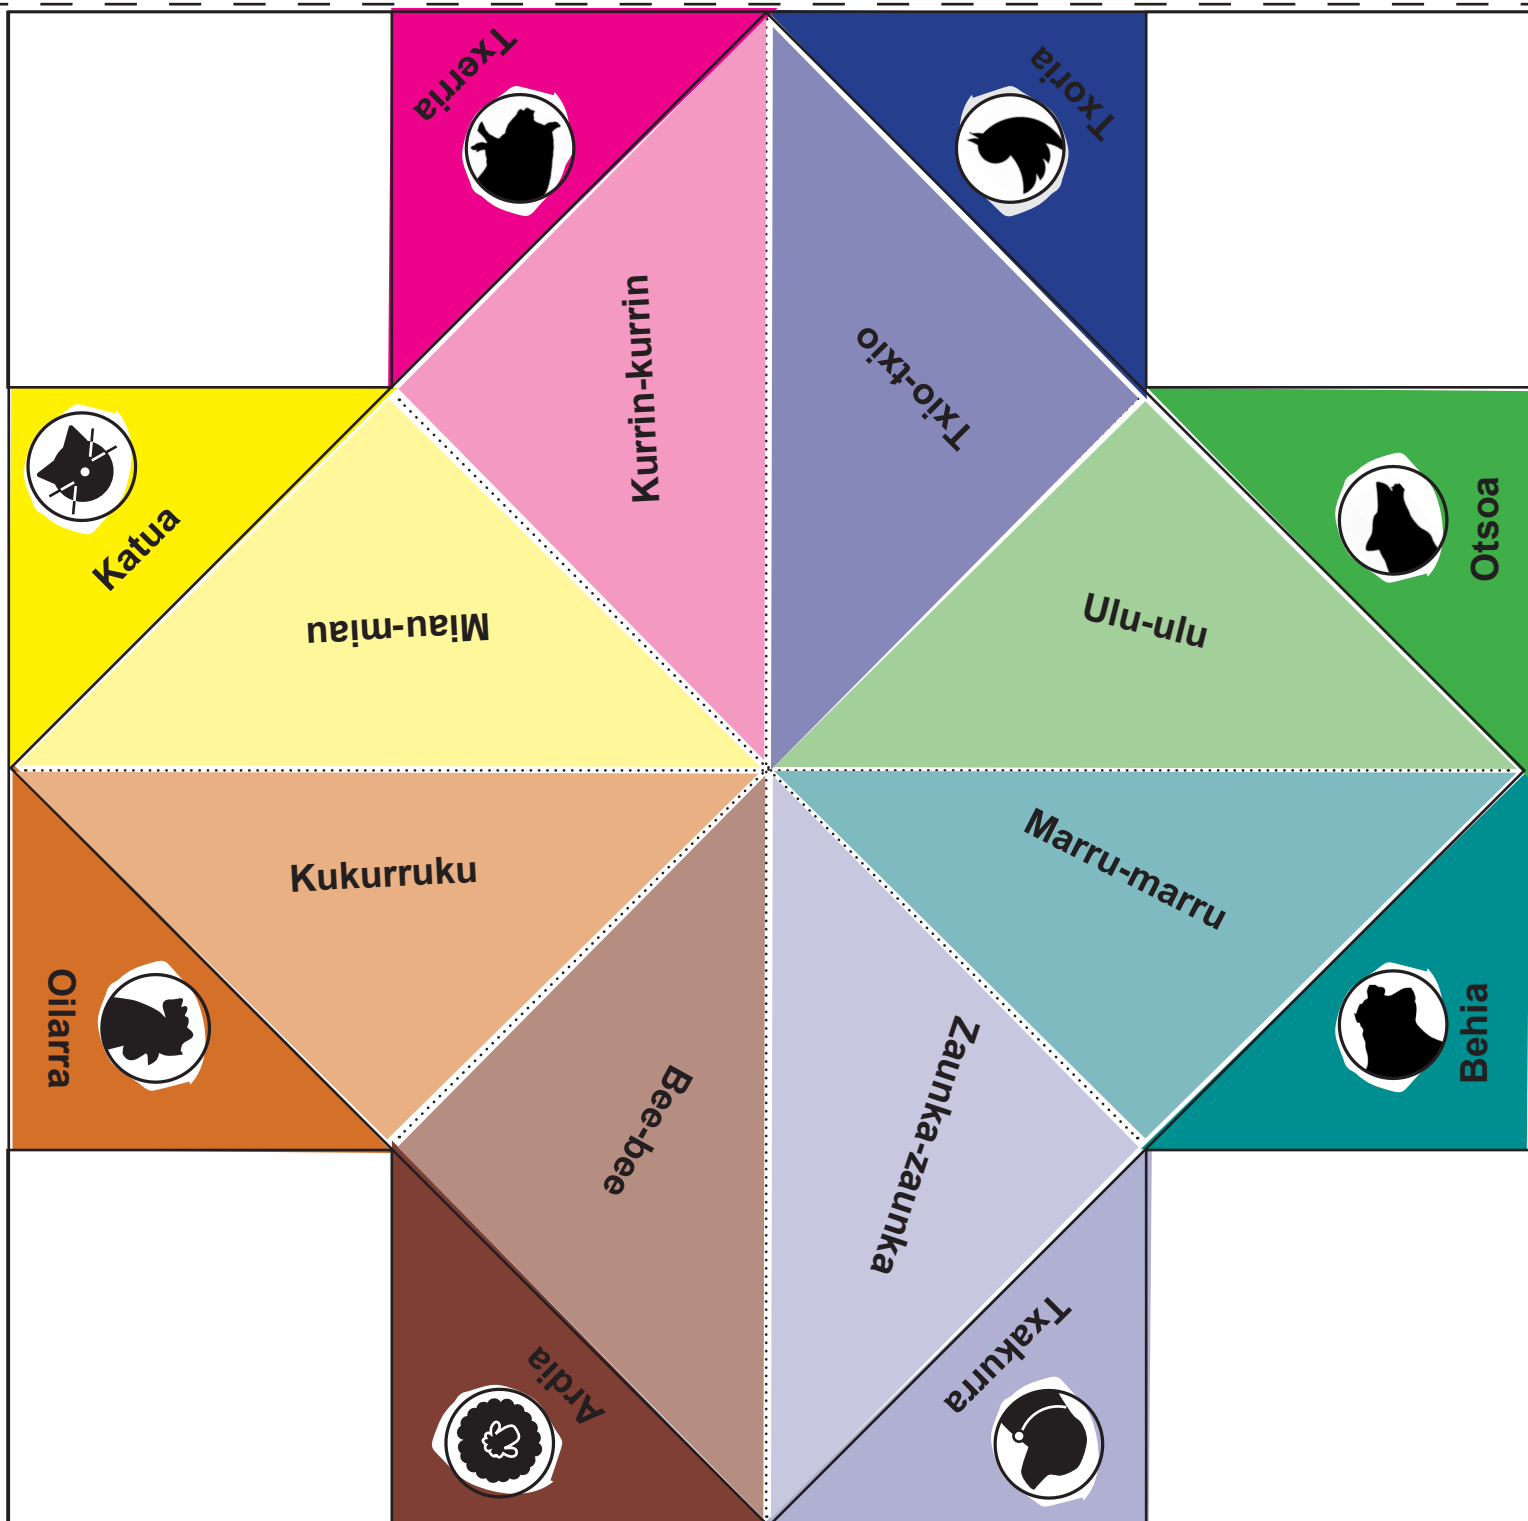 Txerria
Txoria
Kurrin-kurrin
Txio-txio
Katua
Otsoa
Miau-miau
Ulu-ulu
Kukurruku
Marru-marru
Oilarra
Behia
Bee-bee
Zaunka-zaunka
Ardia
Txakurra